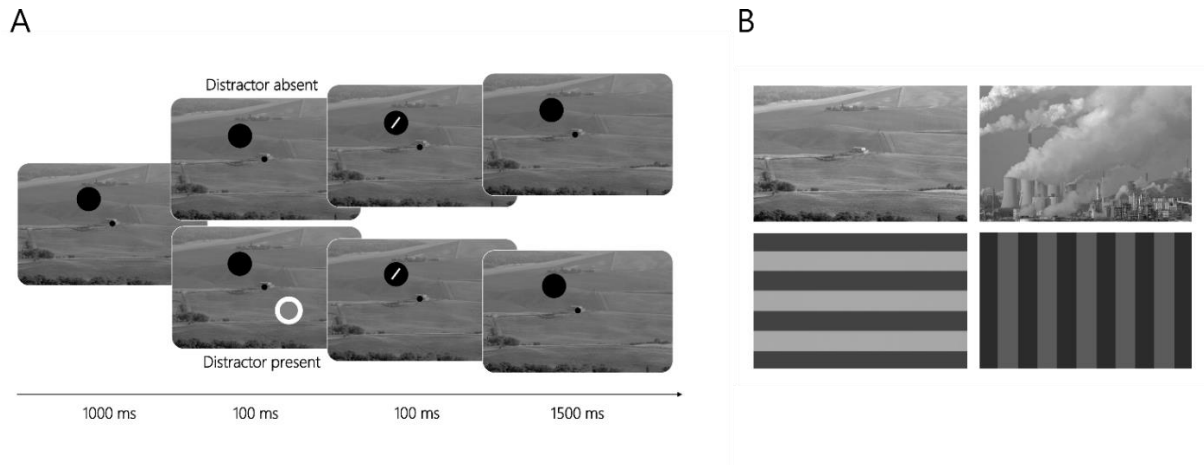 A
B
Distractor absent
Distractor present
1000 ms
100 ms
100 ms
1500 ms